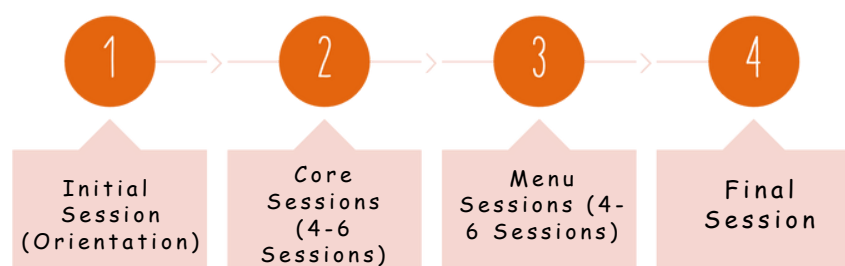 1
2
3
4
Initial
Session
(Orientation)
Core
Sessions
(4-6
Sessions)
Menu
Sessions (4-
6 Sessions)
Final
Session